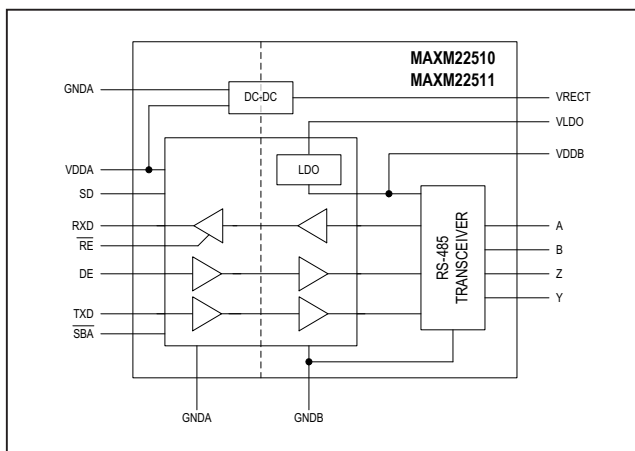 MAXM22510
MAXM22511
GNDA
DC-DC
VRECT
VLDO
LDO
VDDB
VDDA
SD
RXD
RE
DE
TXD
SBA
RS-485
TRANSCEIVER
A
B
Z
Y
GNDA
GNDB